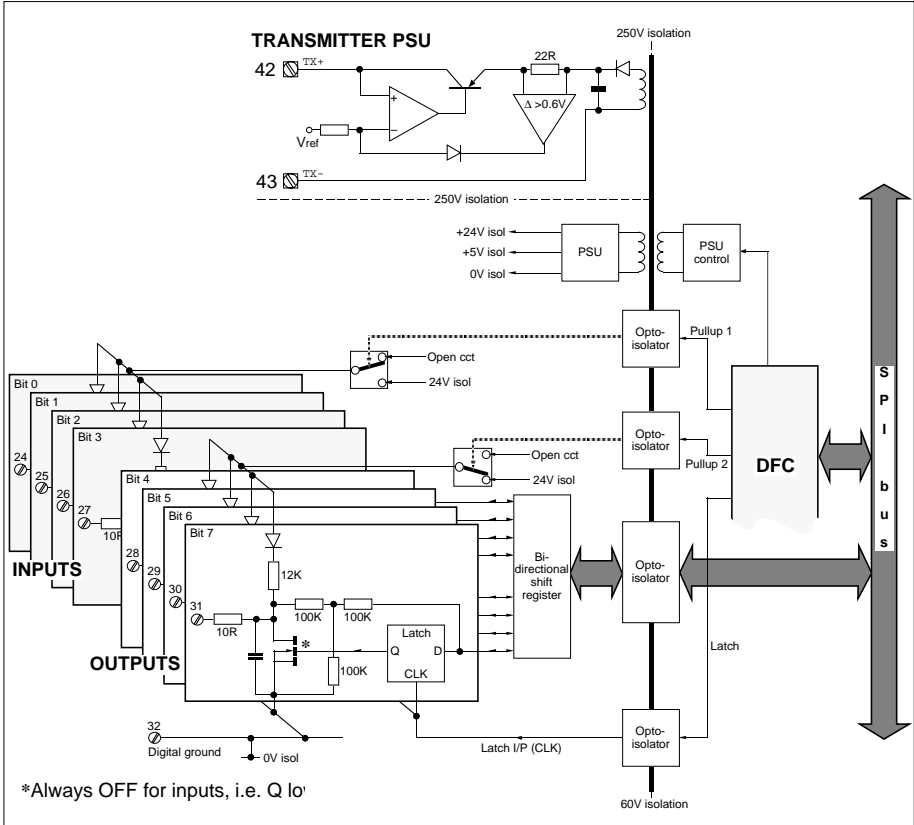 250V isolation
TRANSMITTER PSU
42 TX+
22R
+
Δ >0.6V
−
Vref
43 TX−
250V isolation
+24V isol
+5V isol
0V isol
PSU
PSU
control
Opto-
isolator
Pullup 1
Open cct
24V isol
Bit 0
Bit 1
Bit 2
Bit 3
24
25
26
27
10R
INPUTS
Opto-
isolator
Pullup 2
Open cct
24V isol
DFC
SPI bus
Bit 4
Bit 5
Bit 6
Bit 7
28
29
30
31
10R
OUTPUTS
12K
100K
100K
100K
*
Latch
Q
D
CLK
Bi-
directional
shift
register
Opto-
isolator
Latch
32
Digital ground
0V isol
Latch I/P (CLK)
Opto-
isolator
*Always OFF for inputs, i.e. Q
60V isolation